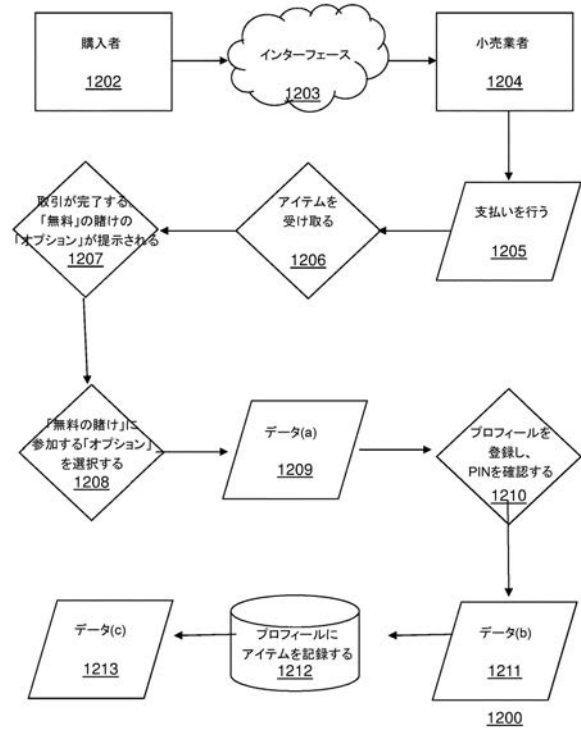 購入者
1202
インターフェース
1203
小売業者
1204
取引が完了する、
「無料」の賭けの
「オプション」が提示される
1207
アイテムを
受け取る
1206
支払いを行う
1205
「無料の賭け」に
参加する「オプション」
を選択する
1208
データ(a)
1209
プロフィールを
登録し、
PINを確認する
1210
データ(c)
1213
プロフィールに
アイテムを記録する
1212
データ(b)
1211
1200